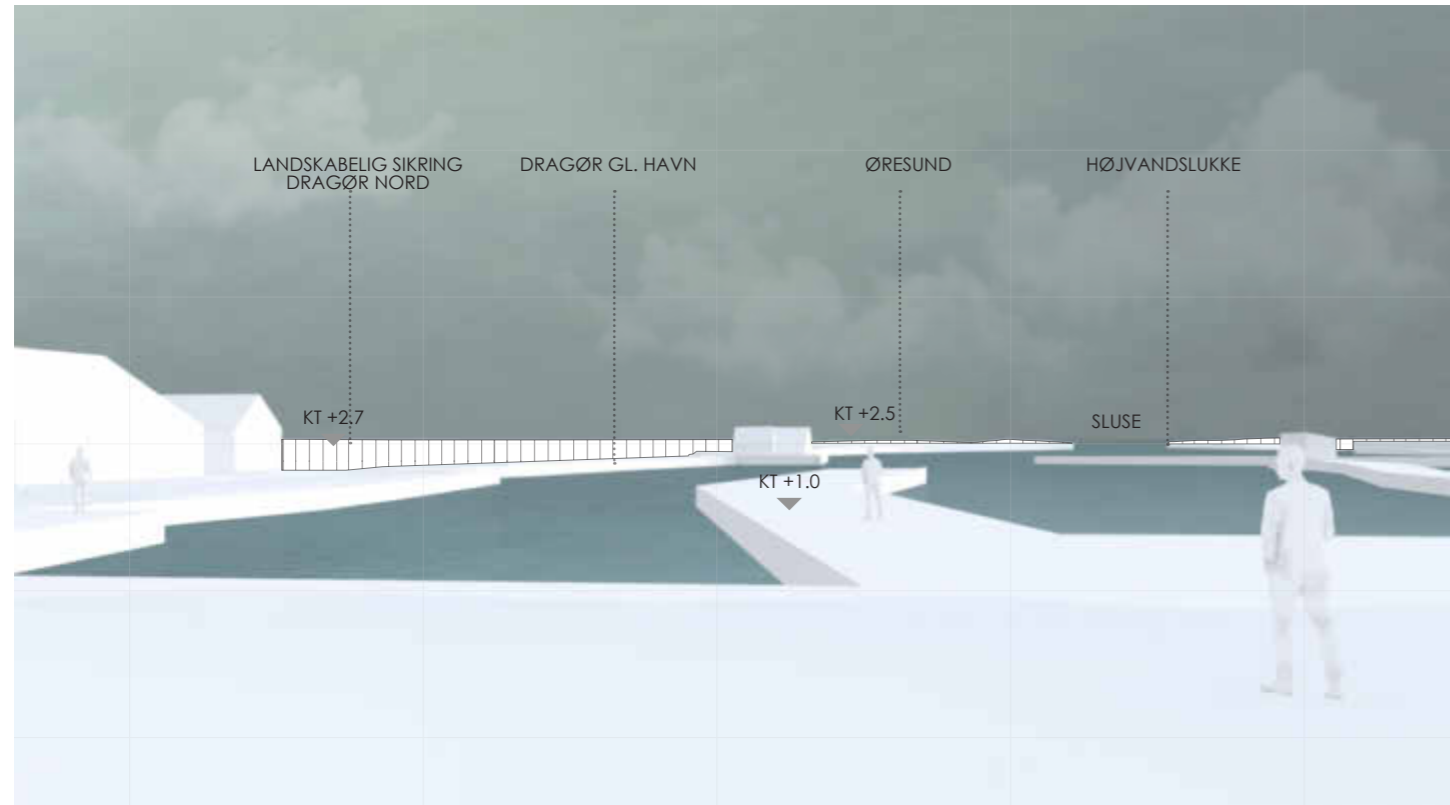 LANDSKABELIG SIKRING
DRAGØR NORD
DRAGØR GL. HAVN
ØRESUND
HØJVANDSLUKKE
KT +2.7
KT +2.5
SLUSE
KT +1.0